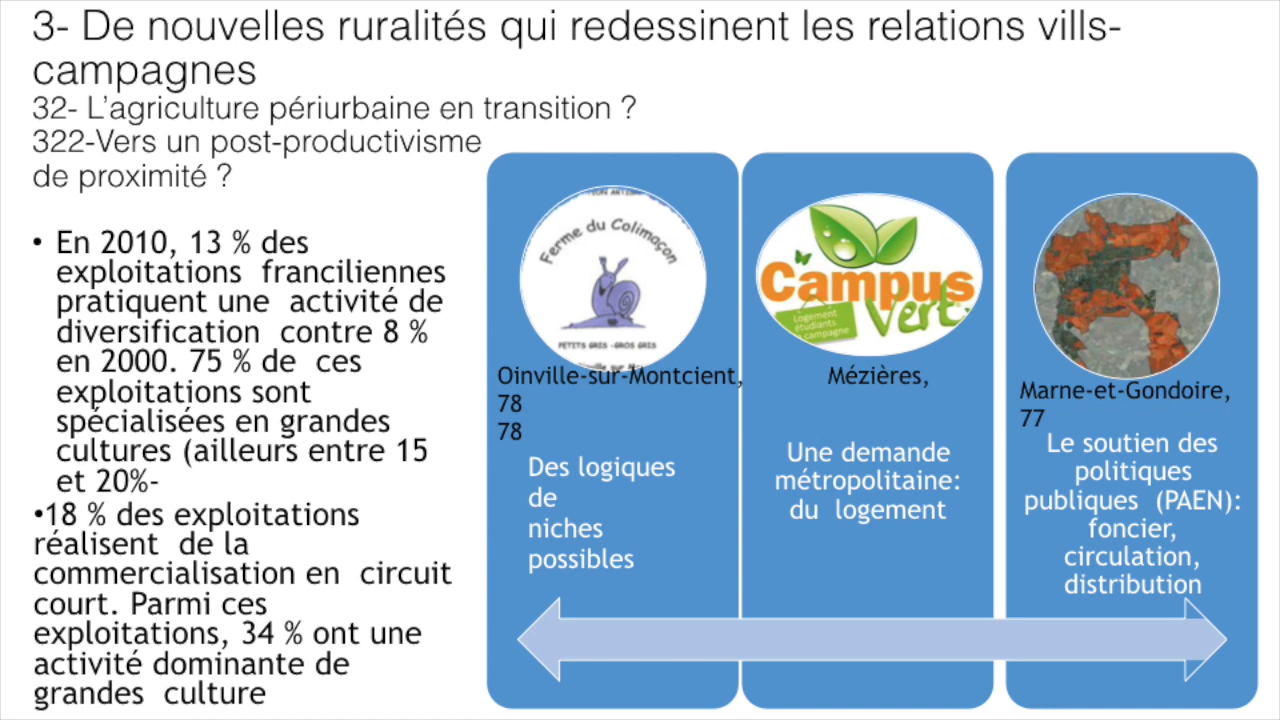 3- De nouvelles ruralités qui redessinent les relations vills-
campagnes
32- L'agriculture périurbaine en transition ?
322-Vers un post-productivisme
de proximité ?
• En 2010, 13 % des
exploitations franciliennes
pratiquent une activité de
diversification contre 8 %
en 2000. 75 % de ces
exploitations sont
spécialisées en grandes
cultures (ailleurs entre 15
et 20%-
•18 % des exploitations
réalisent de la
commercialisation en circuit
court. Parmi ces
exploitations, 34 % ont une
activité dominante de
grandes culture
Ferme du Colimaçon
PETITS GRIS - GROS GRIS
Oinville-sur-Montcient,
78
78
Des logiques
de
niches
possibles
Campus
Vert
Logement
étudiants
campagne
Mézières,
Une demande
métropolitaine:
du logement
Marne-et-Gondoire,
77
Le soutien des
politiques
publiques (PAEN):
foncier,
circulation,
distribution